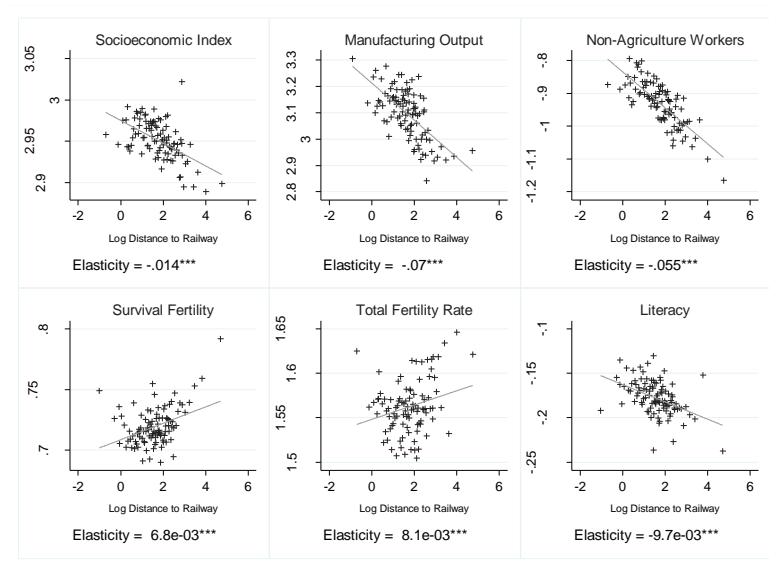 Socioeconomic Index
3.05
3
2.95
2.9
-2 0 2 4 6
Log Distance to Railway
Elasticity = -.014***
Manufacturing Output
3.3
3.2
3.1
3
2.9
2.8
-2 0 2 4 6
Log Distance to Railway
Elasticity = -.07***
Non-Agriculture Workers
-.8
-.9
-1
-1.1
-1.2
-2 0 2 4 6
Log Distance to Railway
Elasticity = -.055***
Survival Fertility
.8
.75
.7
-2 0 2 4 6
Log Distance to Railway
Elasticity = 6.8e-03***
Total Fertility Rate
1.65
1.6
1.55
1.5
-2 0 2 4 6
Log Distance to Railway
Elasticity = 8.1e-03***
Literacy
-.1
-.15
-.2
-.25
-2 0 2 4 6
Log Distance to Railway
Elasticity = -9.7e-03***